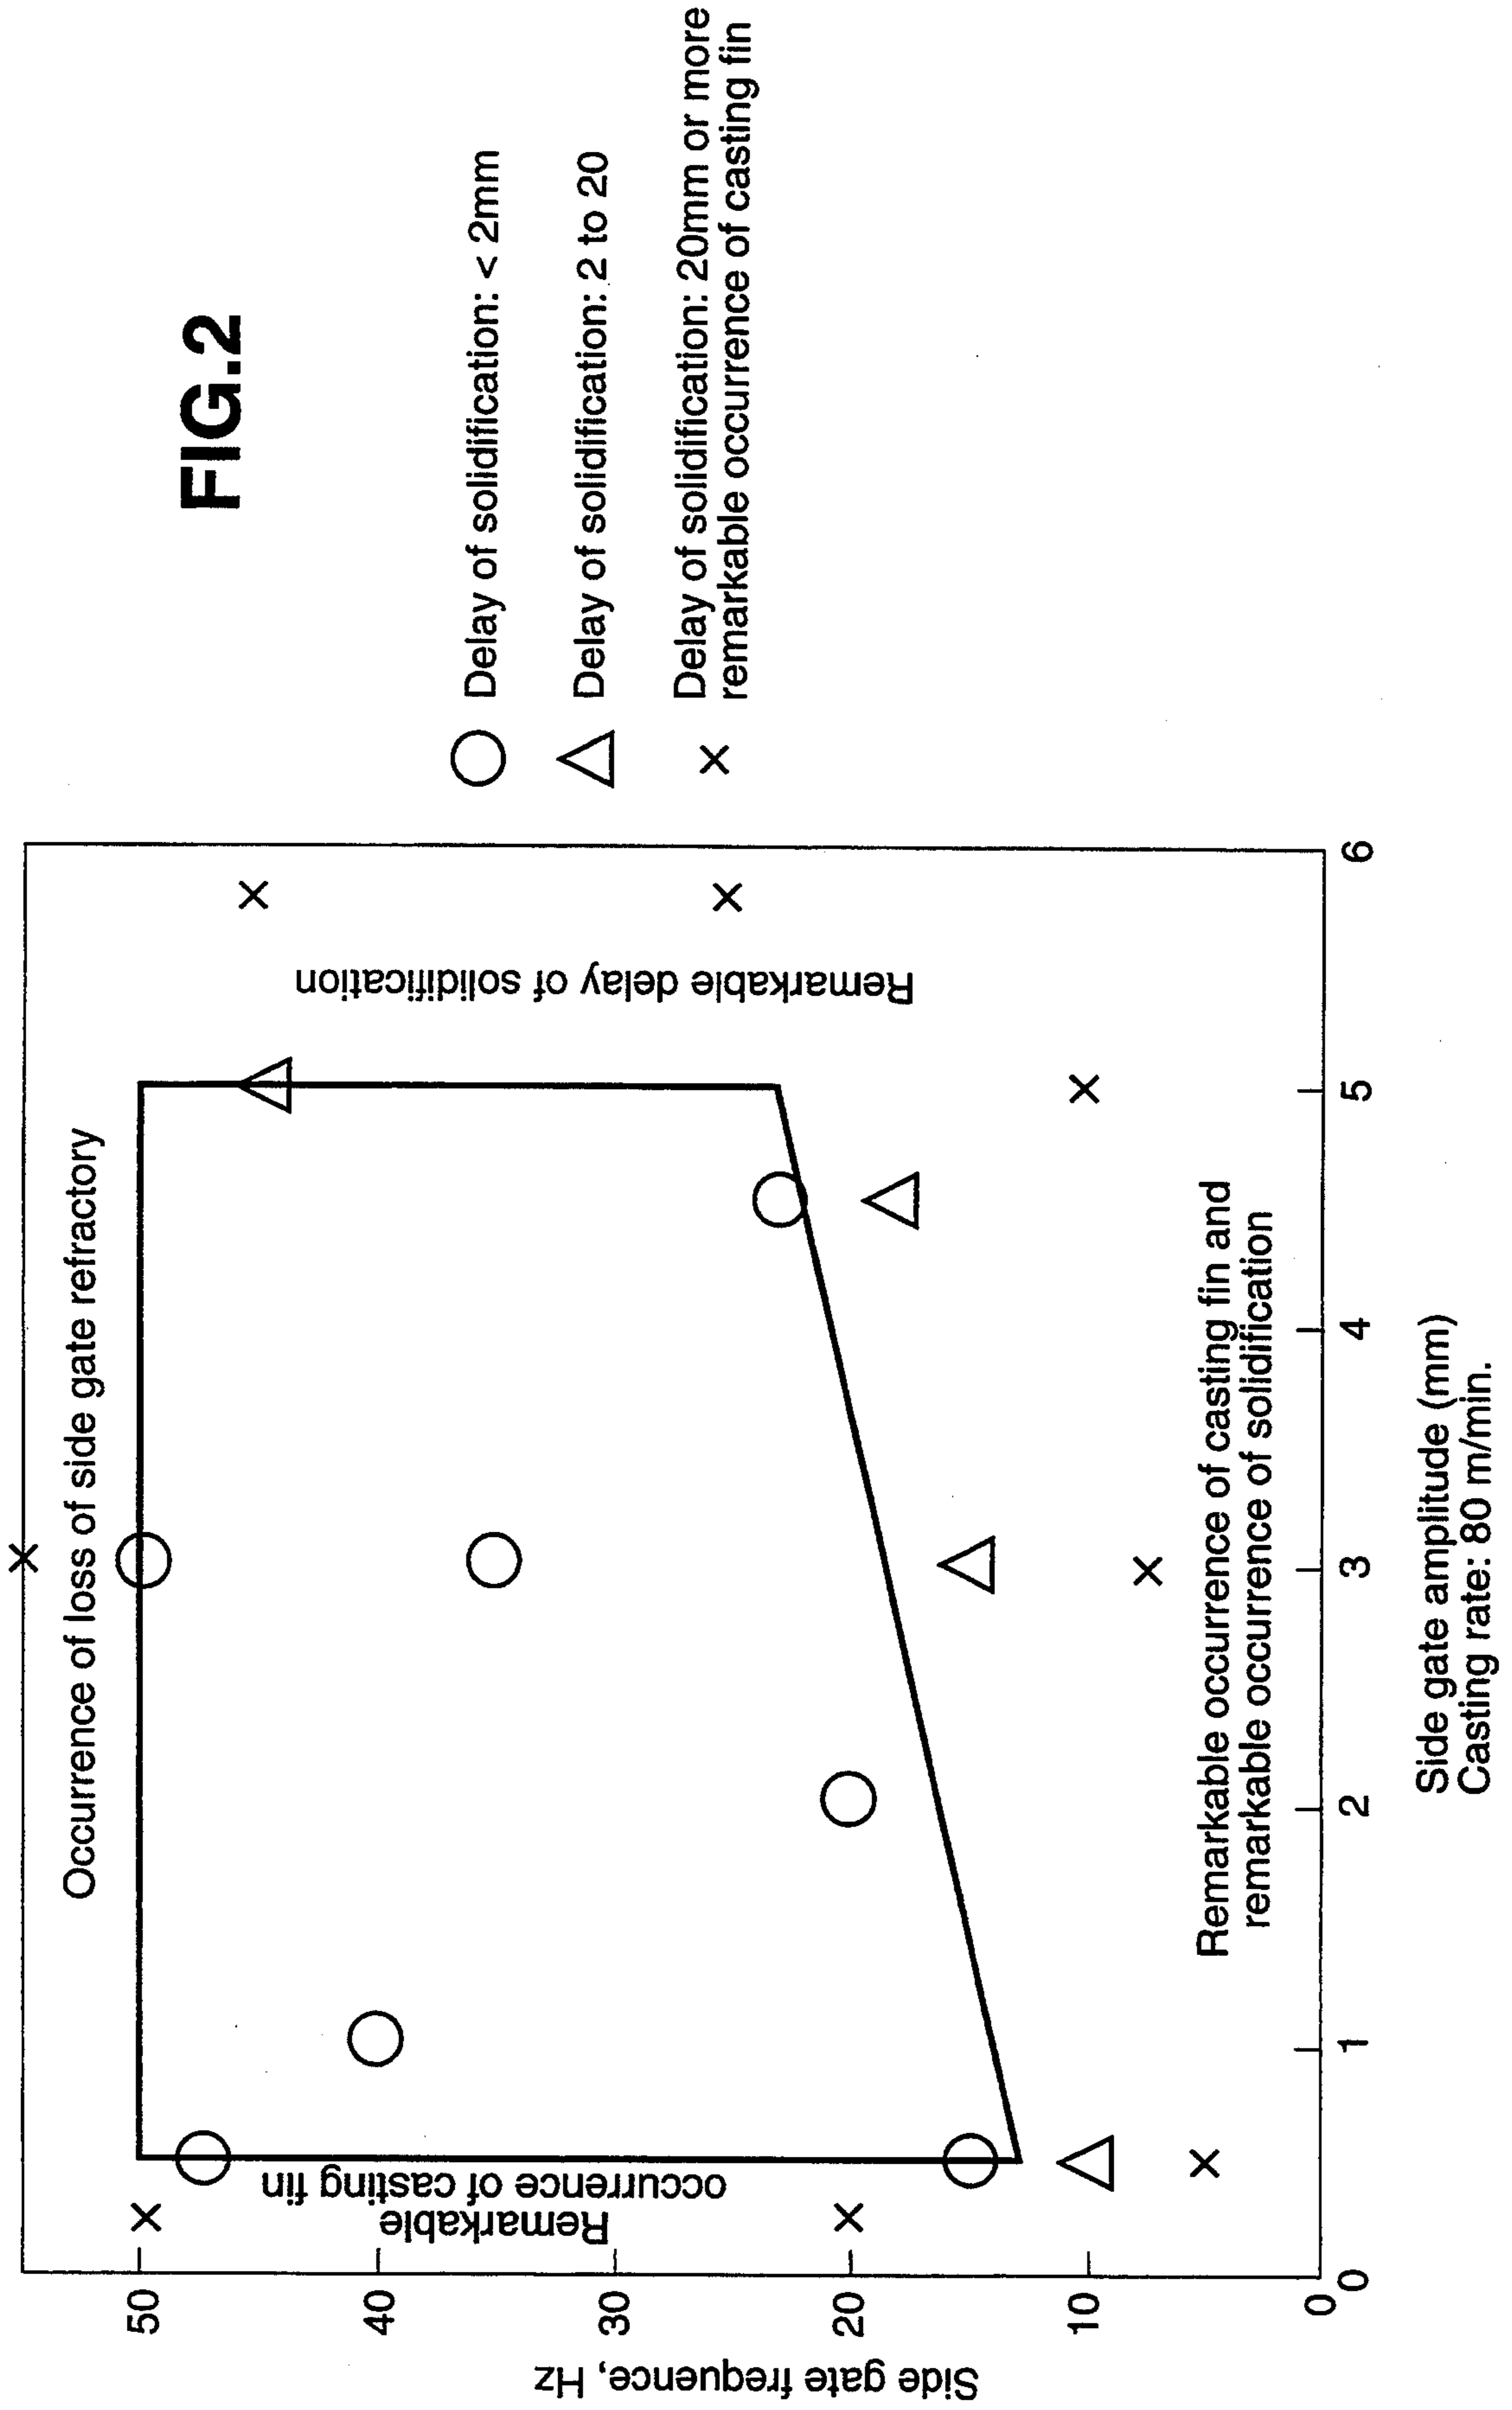 FIG.2
Delay of solidification: < 2mm
Delay of solidification: 2 to 20
Delay of solidification: 20mm or more
remarkable occurrence of casting fin
Occurrence of loss of side gate refractory
Remarkable
occurrence of casting fin
Remarkable delay of solidification
Remarkable occurrence of casting fin and
remarkable occurrence of solidification
Side gate frequence, Hz
50
40
30
20
10
0
0
1
2
3
4
5
6
Side gate amplitude (mm)
Casting rate: 80 m/min.